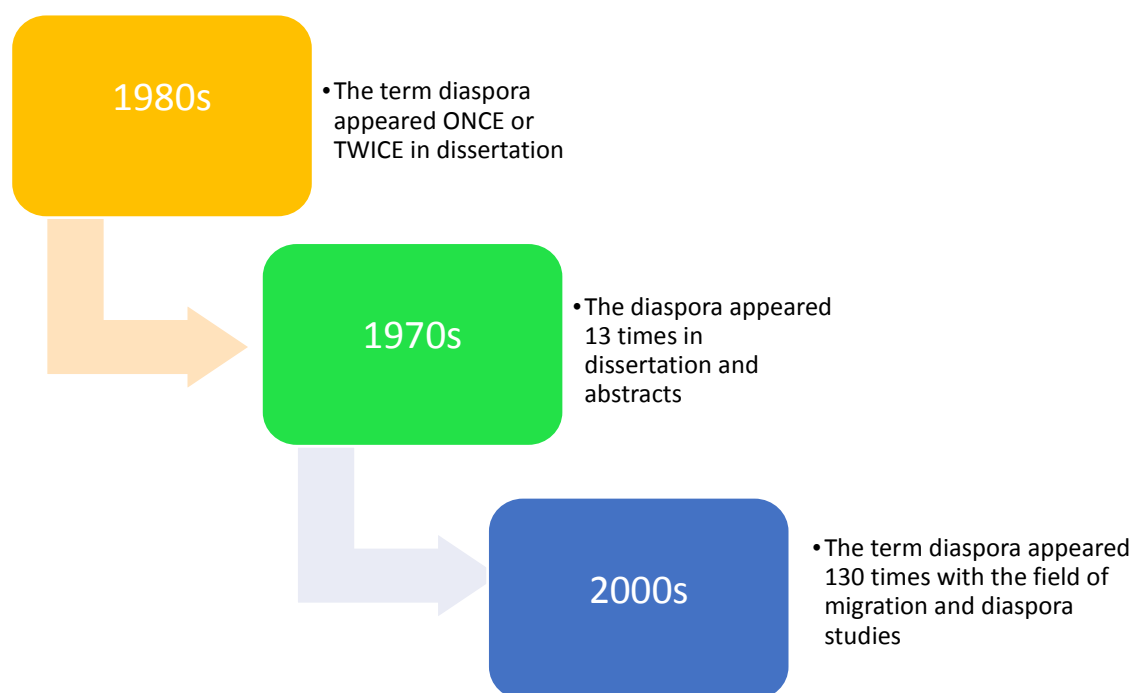 1980s
•The term diaspora
appeared ONCE or
TWICE in dissertation
1970s
•The diaspora appeared
13 times in
dissertation and
abstracts
2000s
•The term diaspora appeared
130 times with the field of
migration and diaspora
studies